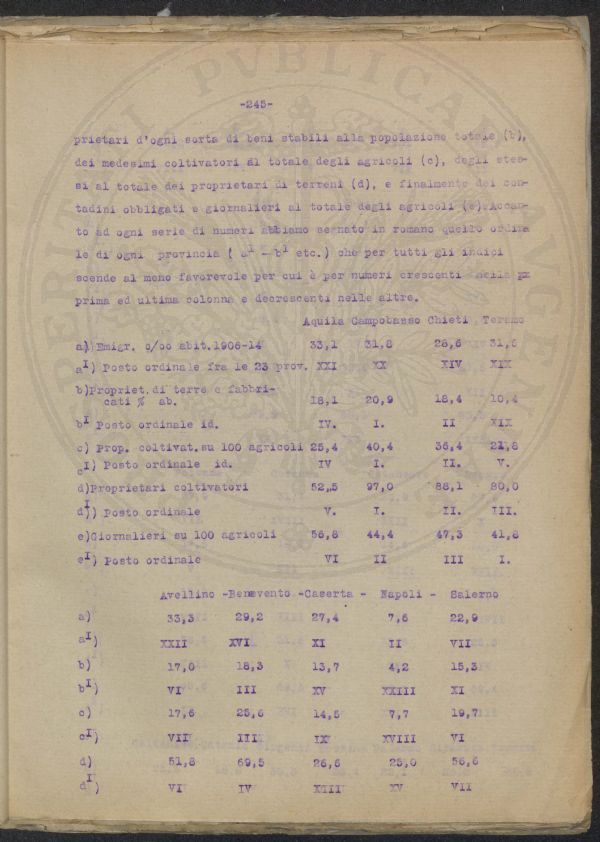 -245-
prietari d'ogni sorta di beni stabili alla popolazione totale (b),
dei medesimi coltivatori al totale degli agricoli (c), degli stes-
si al totale dei proprietari di terreni (d), e finalmente dei con-
tadini obbligati e giornalieri al totale degli agricoli (e).Accan-
to ad ogni serie di numeri abbiamo segnato in romano quello ordina
le di ogni provincia ( a1 - b1 etc.) che per tutti gli indici
scende al meno favorevole per cui è per numeri crescenti nella
prima ed ultima colonna e decrescenti nelle altre.
Aquila Campobasso Chieti Teramo
a)Emigr. o/oo abit.1906-14 33,1 31,8 28,6 31,6
aI) Posto ordinale fra le 23 prov. XXI XX XIV XIX
b)Propriet.di terre e fabbri-
cati % ab. 18,1 20,9 18,4 10,4
bI Posto ordinale id. IV. I. II XIX
c) Prop. coltivat.su 100 agricoli 25,4 40,4 36,4 21,8
cI) Posto ordinale id. IV I. II. V.
d)Proprietari coltivatori 52,5 97,0 88,1 80,0
dI) Posto ordinale V. I. II. III.
e)Giornalieri su 100 agricoli 56,8 44,4 47,3 41,8
eI) Posto ordinale VI II III I.
Avellino -Benevento -Caserta - Napoli - Salerno
a) 33,3 29,2 27,4 7,6 22,9
aI) XXII XVI XI II VII
b) 17,0 18,3 13,7 4,2 15,3
bI) VI III XV XXIII XI
c) 17,6 25,6 14,5 7,7 19,7
cI) VII III IX XVIII VI
d) 51,8 69,5 26,6 25,0 56,6
dI) VI IV XIII XV VII